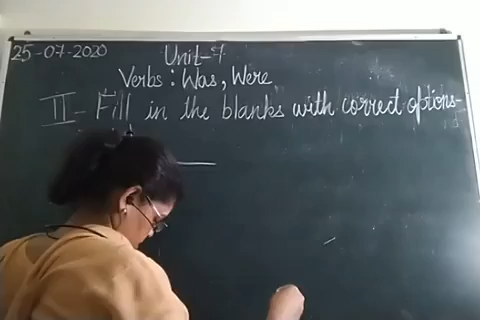 25-07-2020
Unit-7
Verbs : Was, Were
II- Fill in the blanks with correct options-